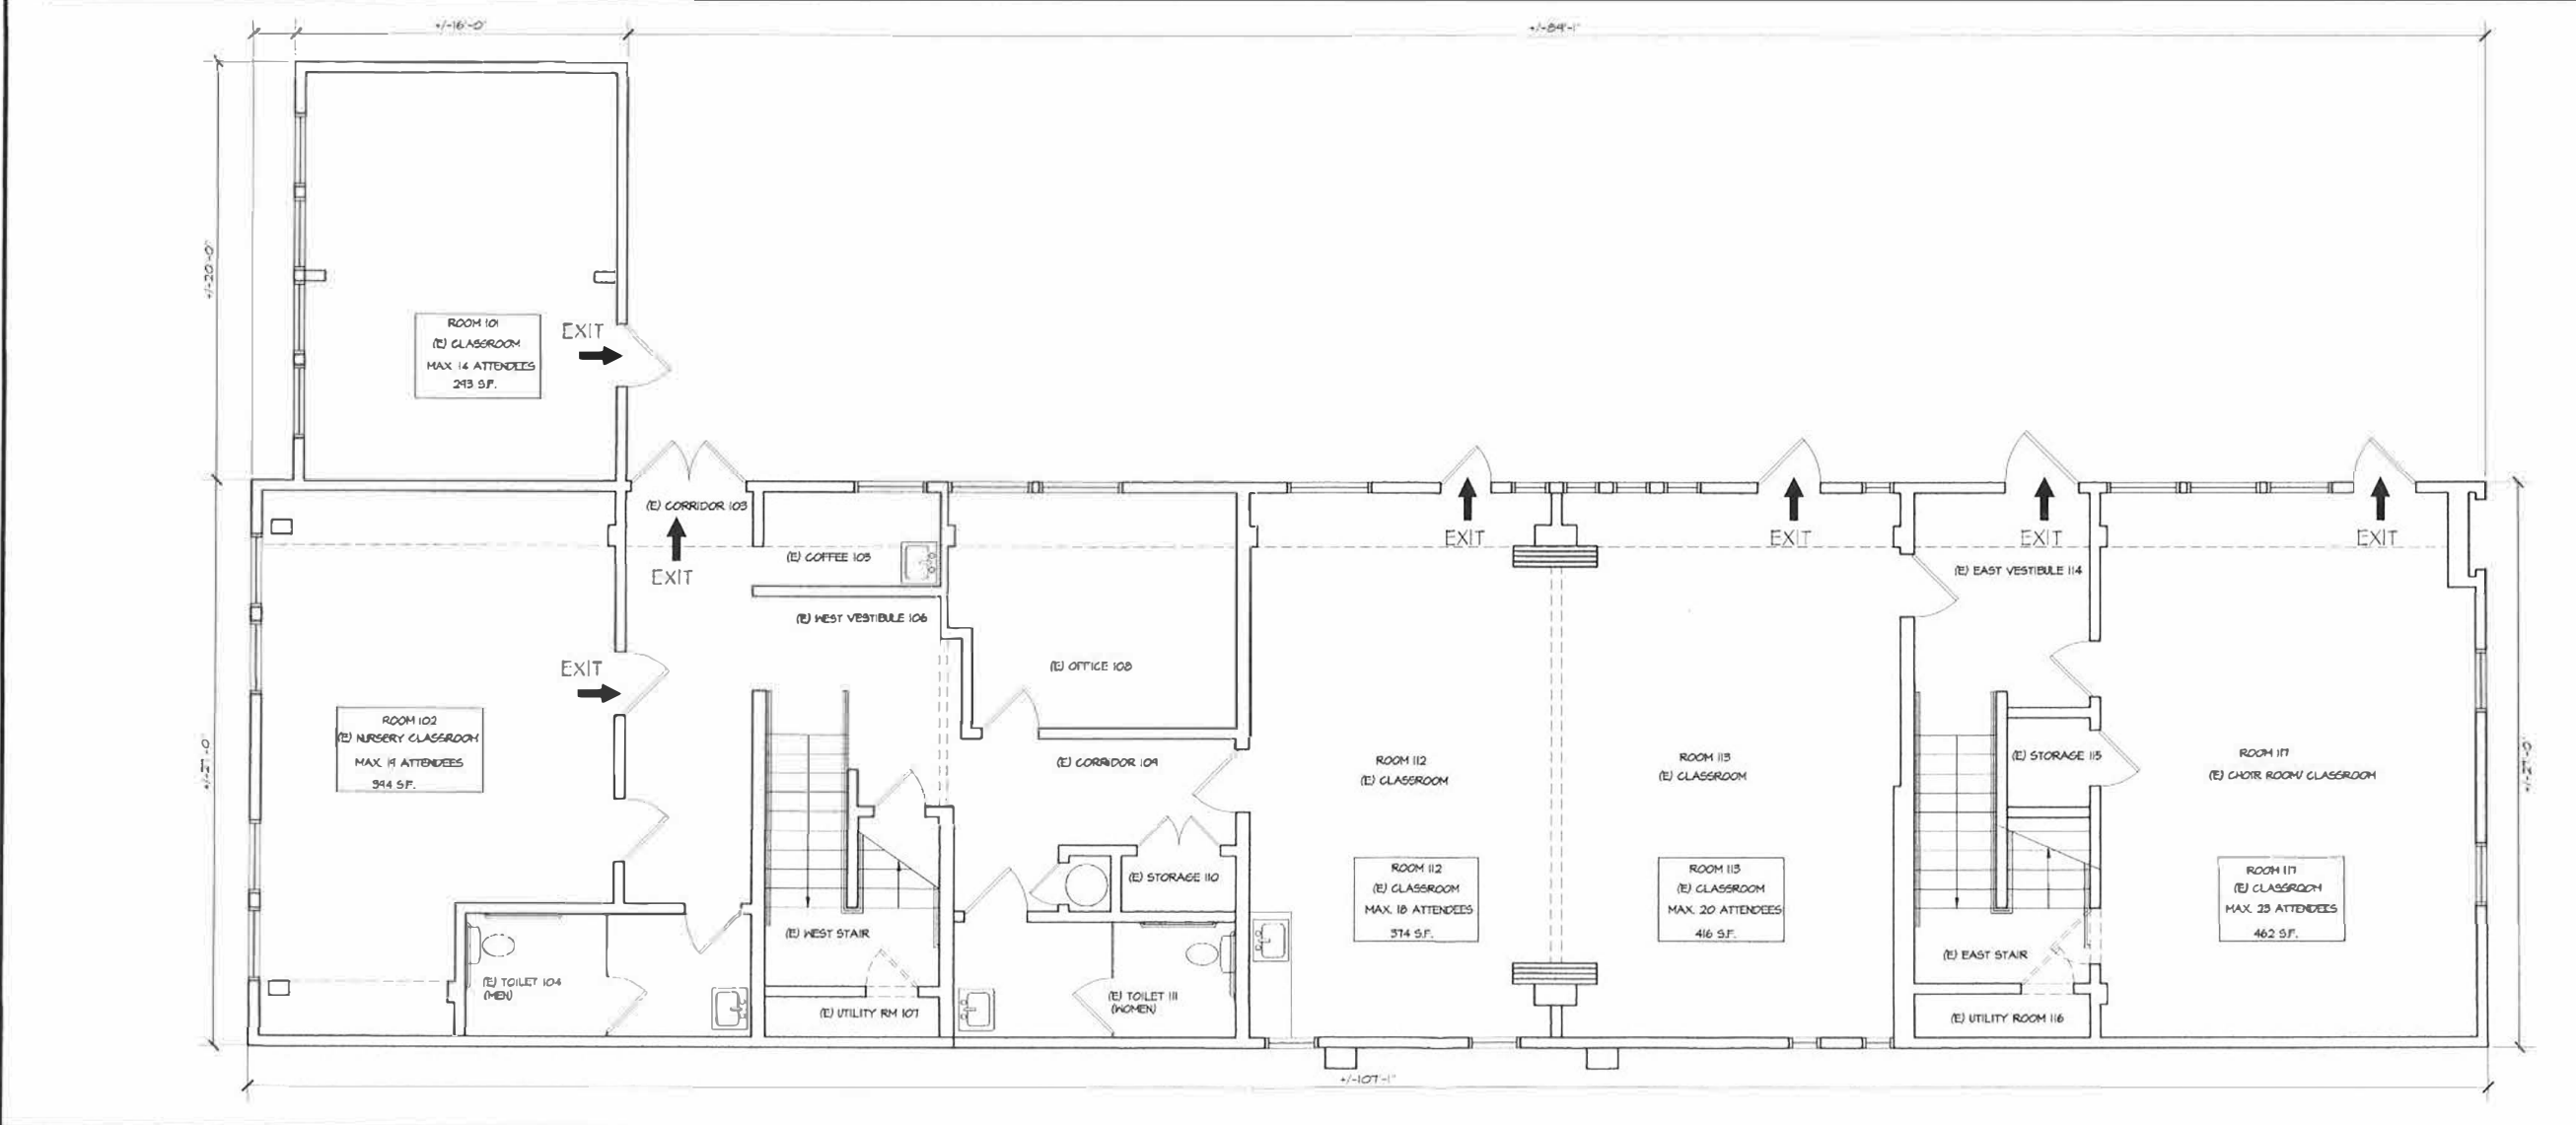 +/-16'-0"
+/-84'-1"
+/-20'-0"
ROOM 101
(E) CLASSROOM
MAX 14 ATTENDEES
293 S.F.
EXIT
(E) CORRIDOR 103
EXIT
(E) COFFEE 105
(E) WEST VESTIBULE 106
EXIT
(E) OFFICE 108
EXIT
EXIT
EXIT
EXIT
(E) EAST VESTIBULE 114
ROOM 102
(E) NURSERY CLASSROOM
MAX. 19 ATTENDEES
394 S.F.
+/-27'-0"
(E) CORRIDOR 109
ROOM 112
(E) CLASSROOM
ROOM 113
(E) CLASSROOM
(E) STORAGE 115
ROOM 117
(E) CHOIR ROOM/ CLASSROOM
+/-27'-0"
(E) STORAGE 110
ROOM 112
(E) CLASSROOM
MAX. 18 ATTENDEES
374 S.F.
ROOM 113
(E) CLASSROOM
MAX. 20 ATTENDEES
416 S.F.
ROOM 117
(E) CLASSROOM
MAX. 23 ATTENDEES
462 S.F.
(E) WEST STAIR
(E) EAST STAIR
(E) TOILET 104
(MEN)
(E) UTILITY RM 107
(E) TOILET 111
(WOMEN)
(E) UTILITY ROOM 116
+/-107'-1"